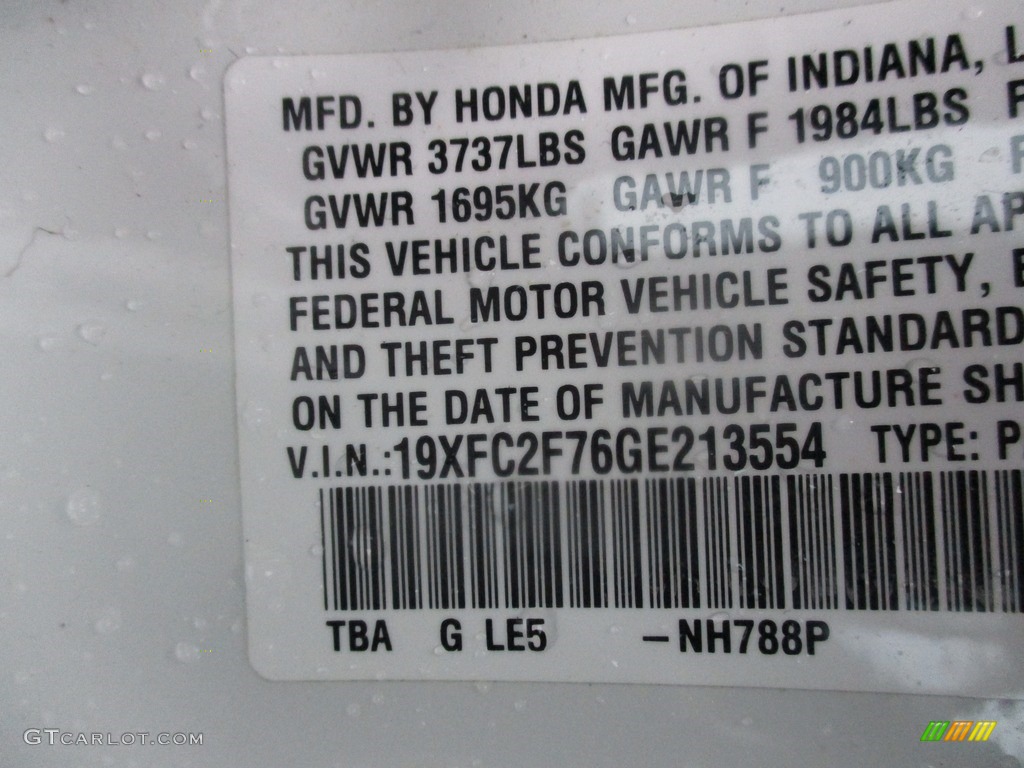 MFD. BY HONDA MFG. OF INDIANA, L
GVWR 3737LBS GAWR F 1984LBS
GVWR 1695KG GAWR F 900KG
THIS VEHICLE CONFORMS TO ALL AP
FEDERAL MOTOR VEHICLE SAFETY,
AND THEFT PREVENTION STANDARD
ON THE DATE OF MANUFACTURE SH
V.I.N.:19XFC2F76GE213554 TYPE: P
TBA G LE5 –NH788P
GTCARLOT.COM